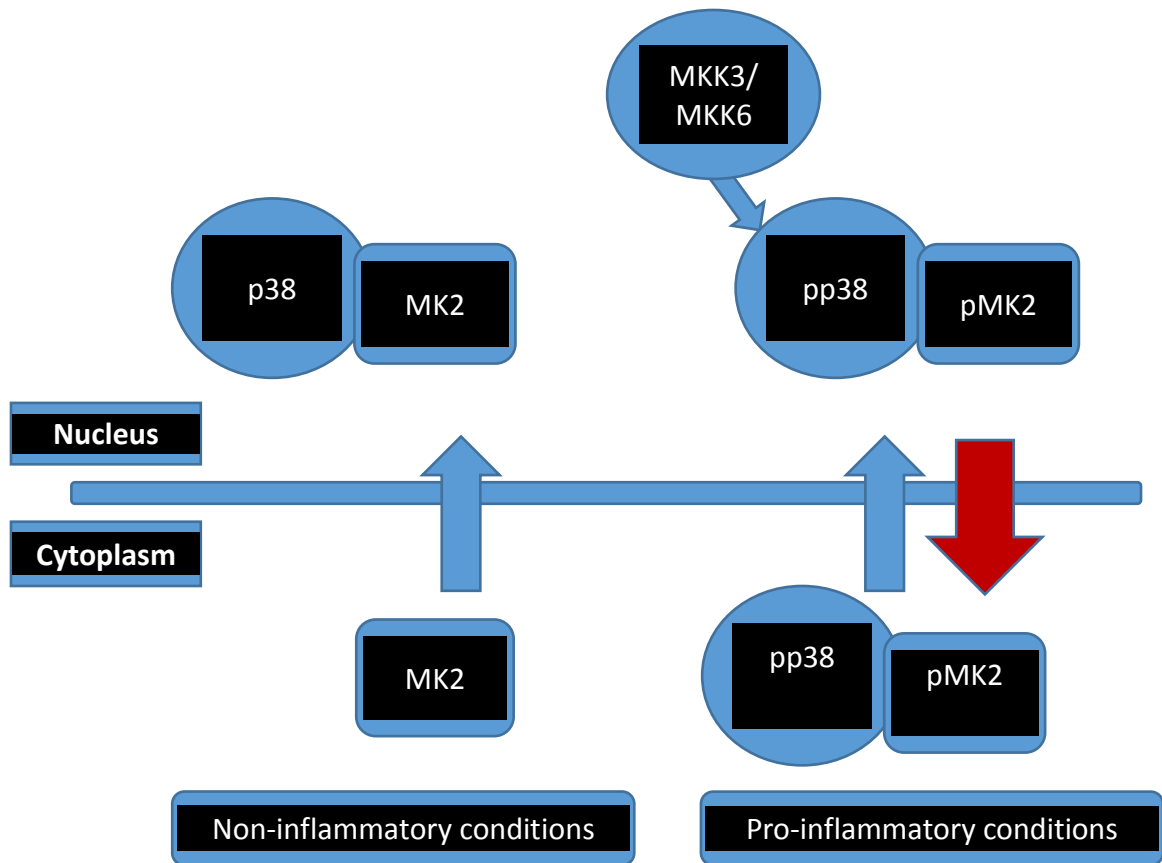 MKK3/
MKK6
p38
MK2
pp38
pMK2
Nucleus
Cytoplasm
MK2
pp38
pMK2
Non-inflammatory conditions
Pro-inflammatory conditions